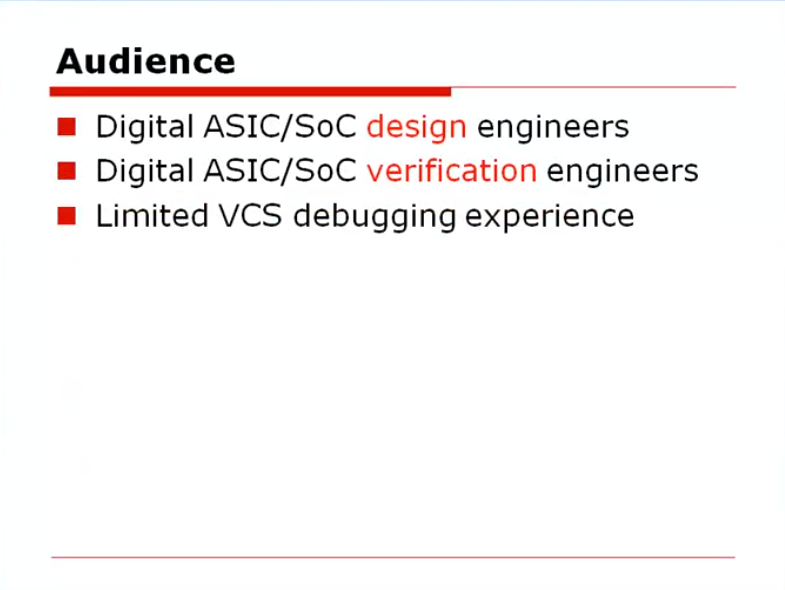 Audience
Digital ASIC/SoC design engineers
Digital ASIC/SoC verification engineers
Limited VCS debugging experience